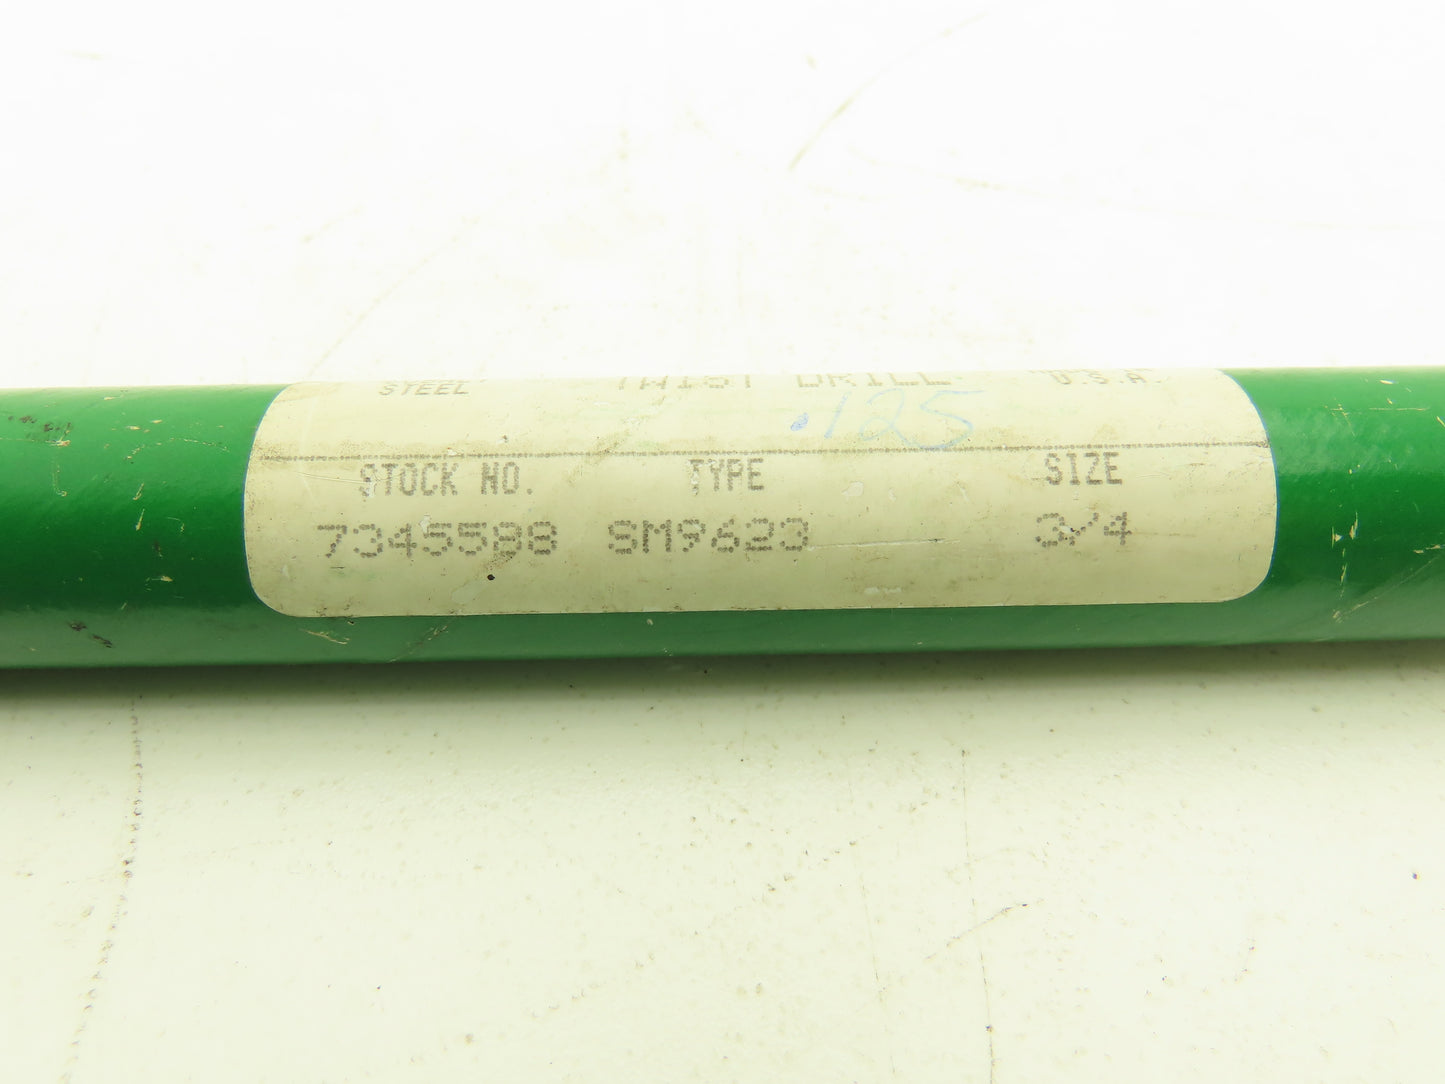 STEEL TWIST DRILL U.S.A.
.125
STOCK NO. TYPE SIZE
7345588 SM9623 3/4